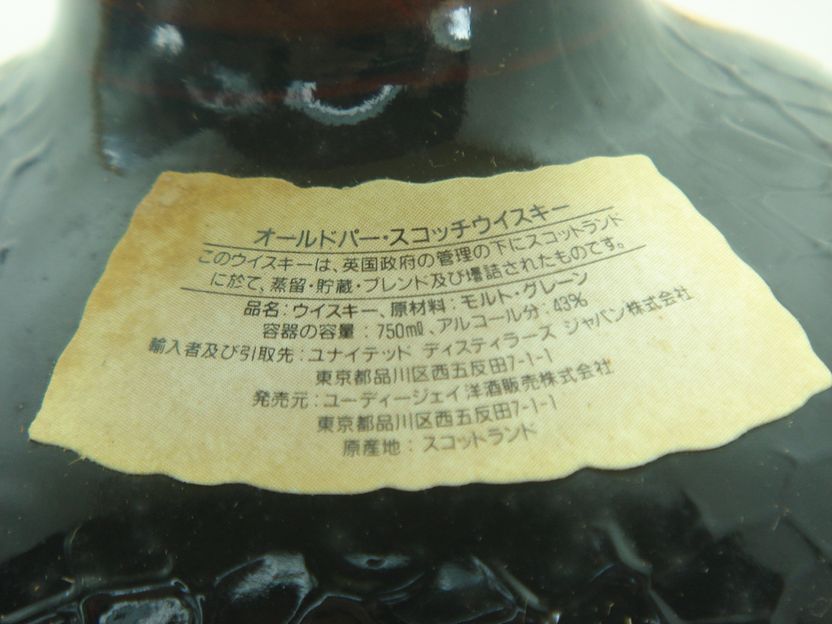 オールドパー・スコッチウイスキー
このウイスキーは、英国政府の管理の下にスコットランド
に於て、蒸留・貯蔵・ブレンド及び壜詰されたものです。
品名：ウイスキー、原材料：モルト・グレーン
容器の容量：750mℓ、アルコール分：43%
輸入者及び引取先：ユナイテッド ディスティラーズ ジャパン株式会社
東京都品川区西五反田7-1-1
発売元：ユーディージェイ洋酒販売株式会社
東京都品川区西五反田7-1-1
原産地：スコットランド